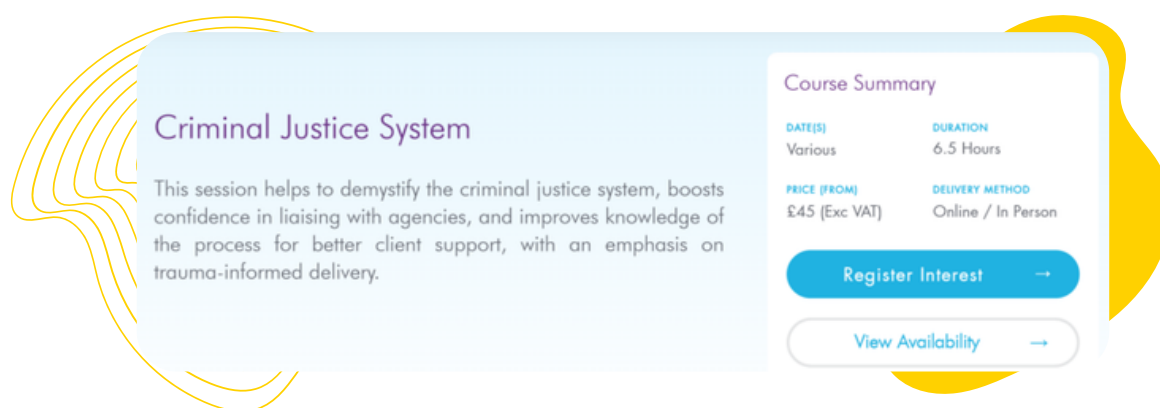 Criminal Justice System
This session helps to demystify the criminal justice system, boosts
confidence in liaising with agencies, and improves knowledge of
the process for better client support, with an emphasis on
trauma-informed delivery.
Course Summary
DATE(S)
Various
DURATION
6.5 Hours
PRICE (FROM)
£45 (Exc VAT)
DELIVERY METHOD
Online / In Person
Register Interest →
View Availability →